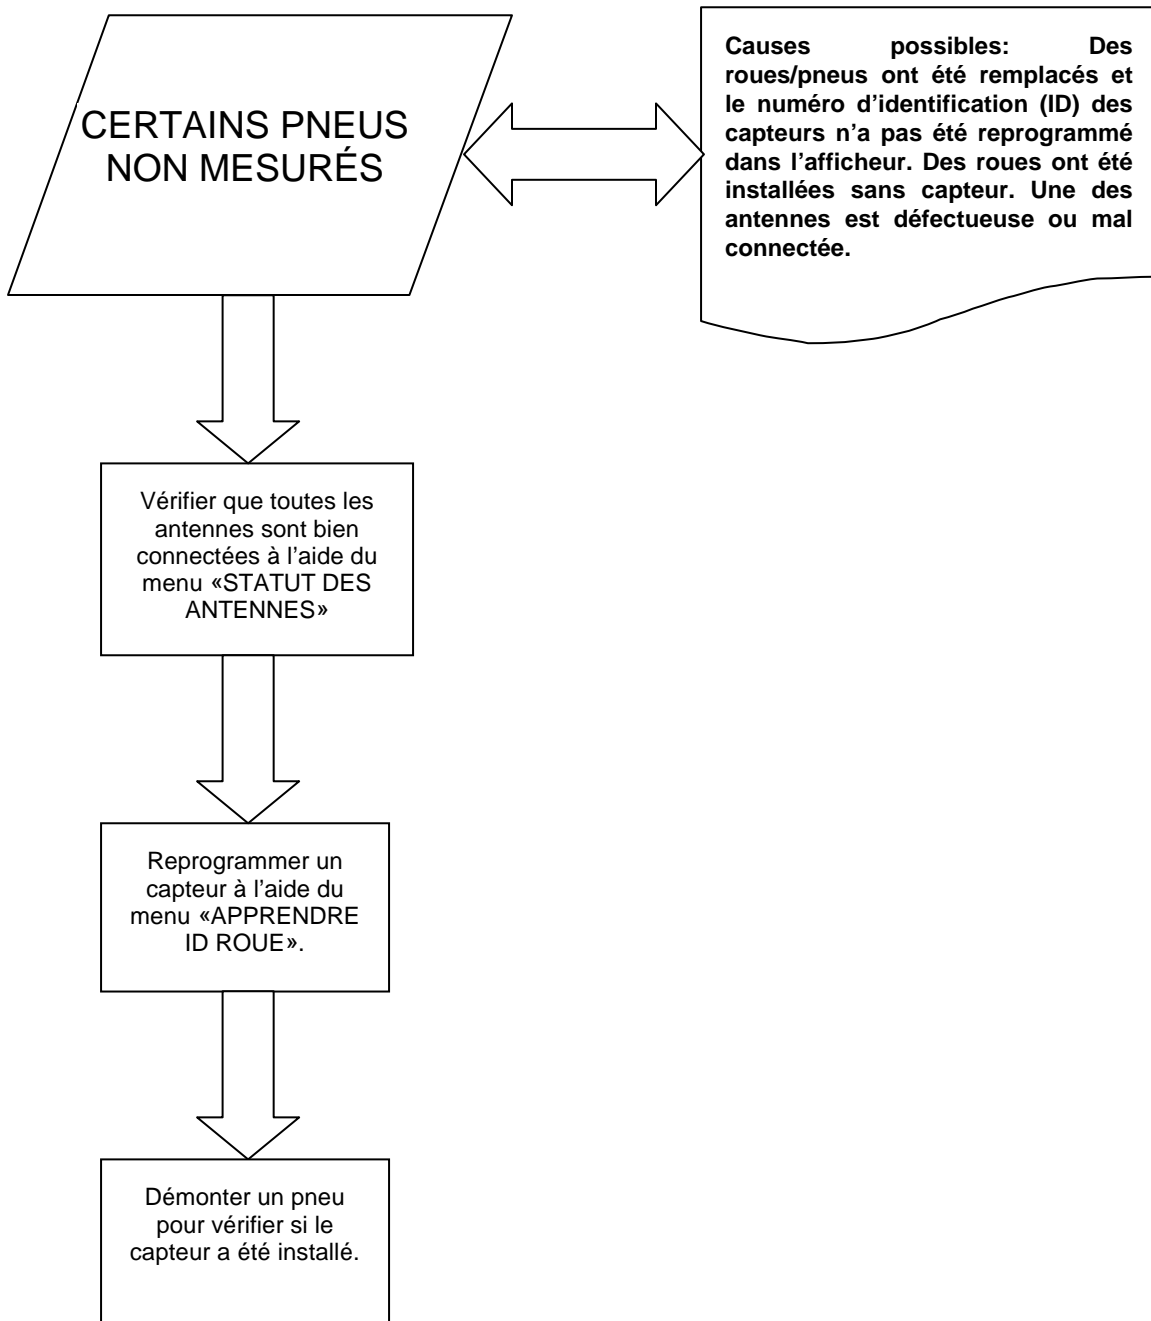 CERTAINS PNEUS
NON MESURÉS
Causes possibles: Des
roues/pneus ont été remplacés et
le numéro d’identification (ID) des
capteurs n’a pas été reprogrammé
dans l’afficheur. Des roues ont été
installées sans capteur. Une des
antennes est défectueuse ou mal
connectée.
Vérifier que toutes les
antennes sont bien
connectées à l’aide du
menu «STATUT DES
ANTENNES»
Reprogrammer un
capteur à l’aide du
menu «APPRENDRE
ID ROUE».
Démonter un pneu
pour vérifier si le
capteur a été installé.